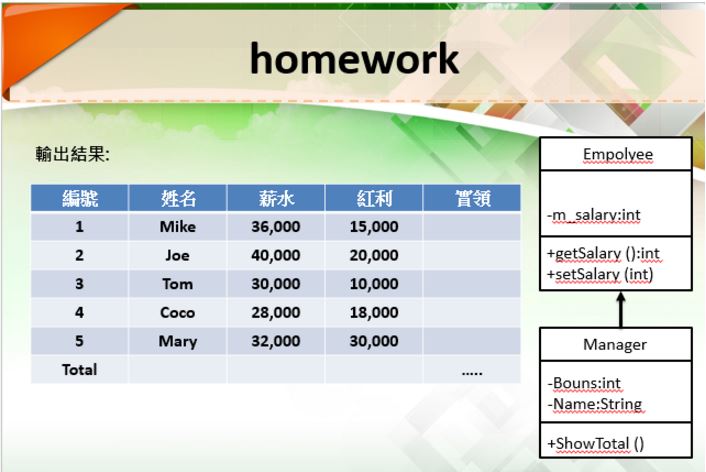 homework
輸出結果:
編號 姓名 薪水 紅利 實領
1 Mike 36,000 15,000
2 Joe 40,000 20,000
3 Tom 30,000 10,000
4 Coco 28,000 18,000
5 Mary 32,000 30,000
Total .....
Empolyee
-m_salary:int
+getSalary ():int
+setSalary (int)
Manager
-Bouns:int
-Name:String
+ShowTotal ()